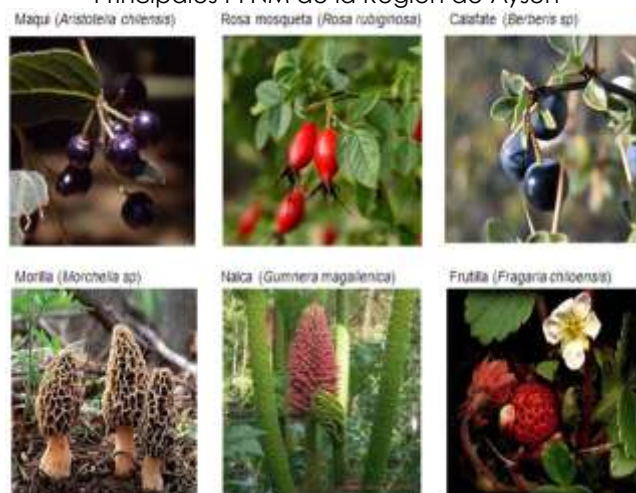 Principales PFNM de la Región de Aysén
Maqui (Aristotelia chilensis)
Rosa mosqueta (Rosa rubiginosa)
Calafate (Berberis sp)
Morilla (Morchella sp)
Nalca (Gumnera magallenica)
Frutilla (Fragaria chiloensis)